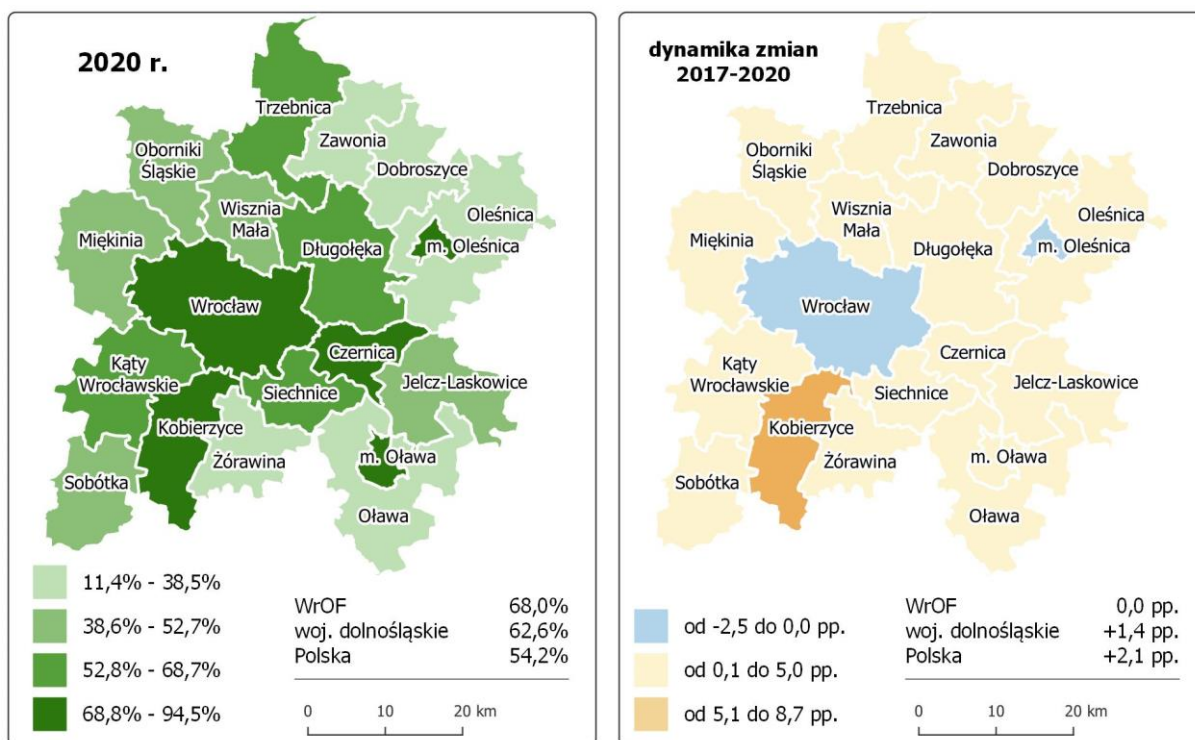 2020 r.
Trzebnica
Zawonia
Oborniki
Śląskie
Dobroszyce
Wisznia
Mała
Oleśnica
Miękinia
Długołęka
m. Oleśnica
Wrocław
Czernica
Kąty
Wrocławskie
Siechnice
Jelcz-Laskowice
Kobierzyce
Żórawina
m. Oława
Sobótka
Oława
11,4% - 38,5%
38,6% - 52,7%
52,8% - 68,7%
68,8% - 94,5%
WrOF 68,0%
woj. dolnośląskie 62,6%
Polska 54,2%
0 10 20 km
dynamika zmian
2017-2020
Trzebnica
Zawonia
Oborniki
Śląskie
Dobroszyce
Wisznia
Mała
Oleśnica
Miękinia
Długołęka
m. Oleśnica
Wrocław
Czernica
Kąty
Wrocławskie
Siechnice
Jelcz-Laskowice
Kobierzyce
Żórawina
m. Oława
Sobótka
Oława
od -2,5 do 0,0 pp.
od 0,1 do 5,0 pp.
od 5,1 do 8,7 pp.
WrOF 0,0 pp.
woj. dolnośląskie +1,4 pp.
Polska +2,1 pp.
0 10 20 km